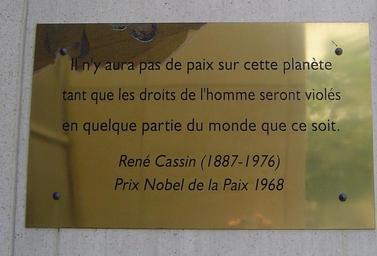 Il n'y aura pas de paix sur cette planète
tant que les droits de l'homme seront violés
en quelque partie du monde que ce soit.
René Cassin (1887-1976)
Prix Nobel de la Paix 1968